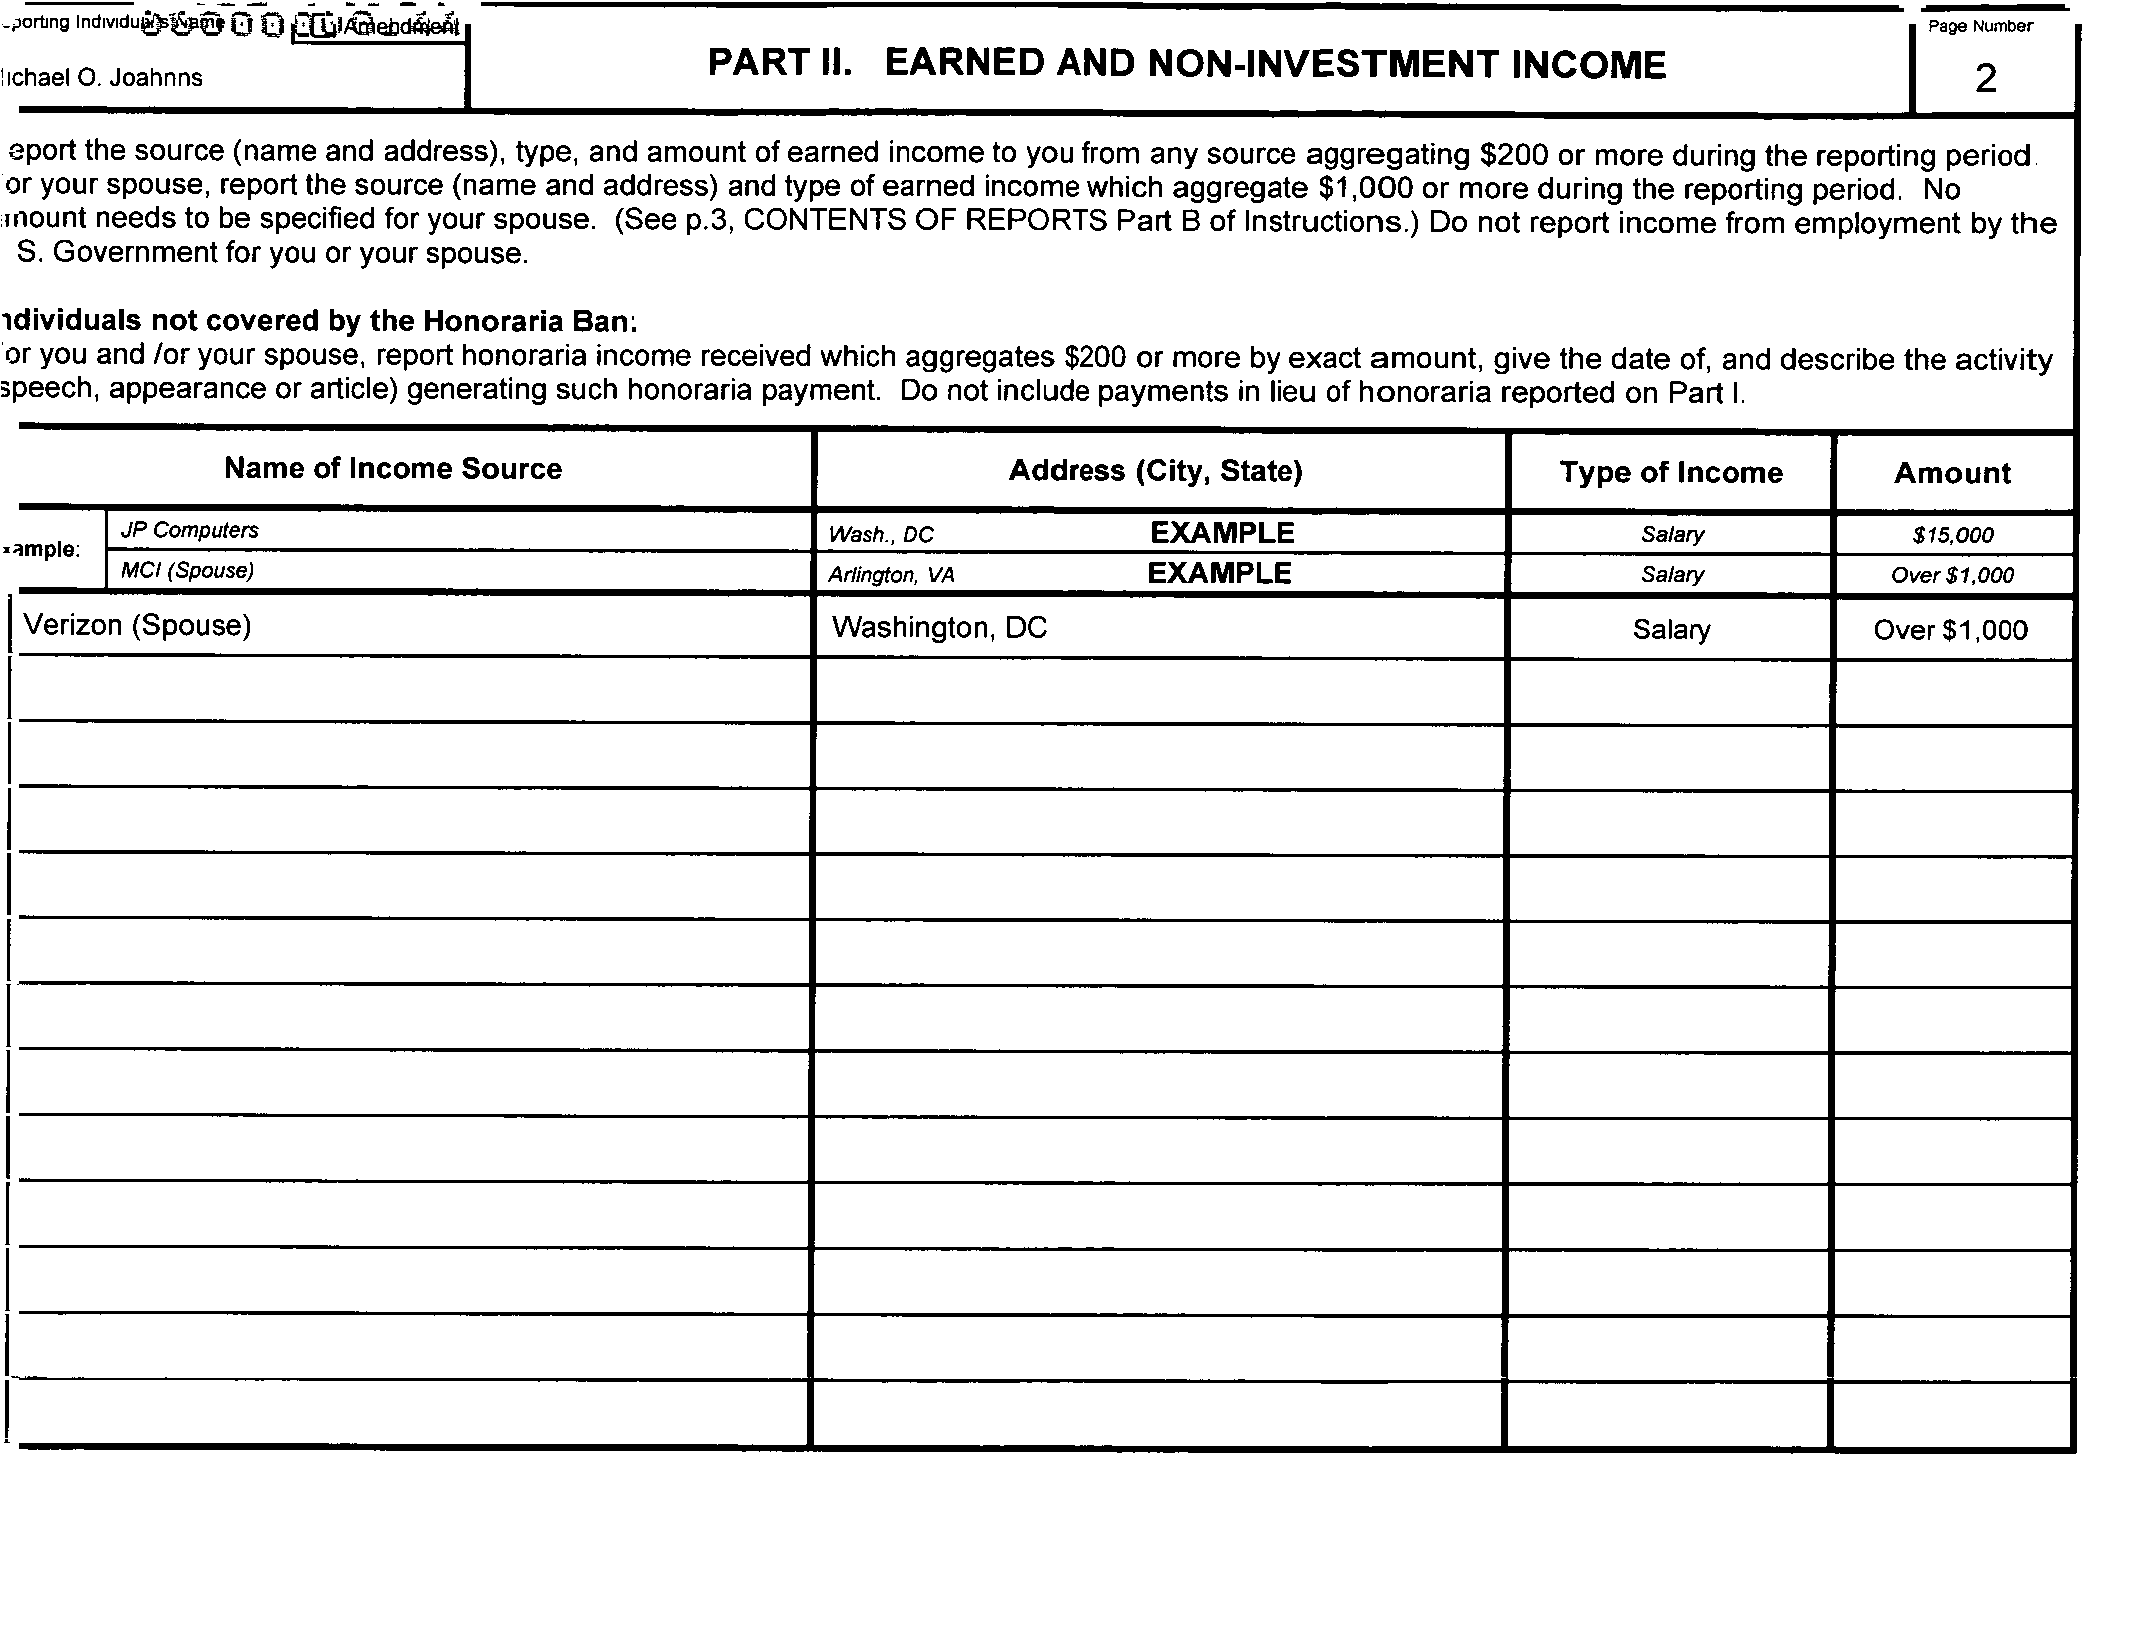 Individual's Name Amendment
O. Joahnns
PART II. EARNED AND NON-INVESTMENT INCOME
Page Number
2
the source (name and address), type, and amount of earned income to you from any source aggregating $200 or more during the reporting period.
or your spouse, report the source (name and address) and type of earned income which aggregate $1,000 or more during the reporting period. No
needs to be specified for your spouse. (See p.3, CONTENTS OF REPORTS Part B of Instructions.) Do not report income from employment by the
S. Government for you or your spouse.
not covered by the Honoraria Ban:
or you and /or your spouse, report honoraria income received which aggregates $200 or more by exact amount, give the date of, and describe the activity
speech, appearance or article) generating such honoraria payment. Do not include payments in lieu of honoraria reported on Part I.
Name of Income Source Address (City, State) Type of Income Amount
JP Computers Wash., DC EXAMPLE Salary $15,000
ample:
MCI (Spouse) Arlington, VA EXAMPLE Salary Over $1,000
Verizon (Spouse) Washington, DC Salary Over $1,000